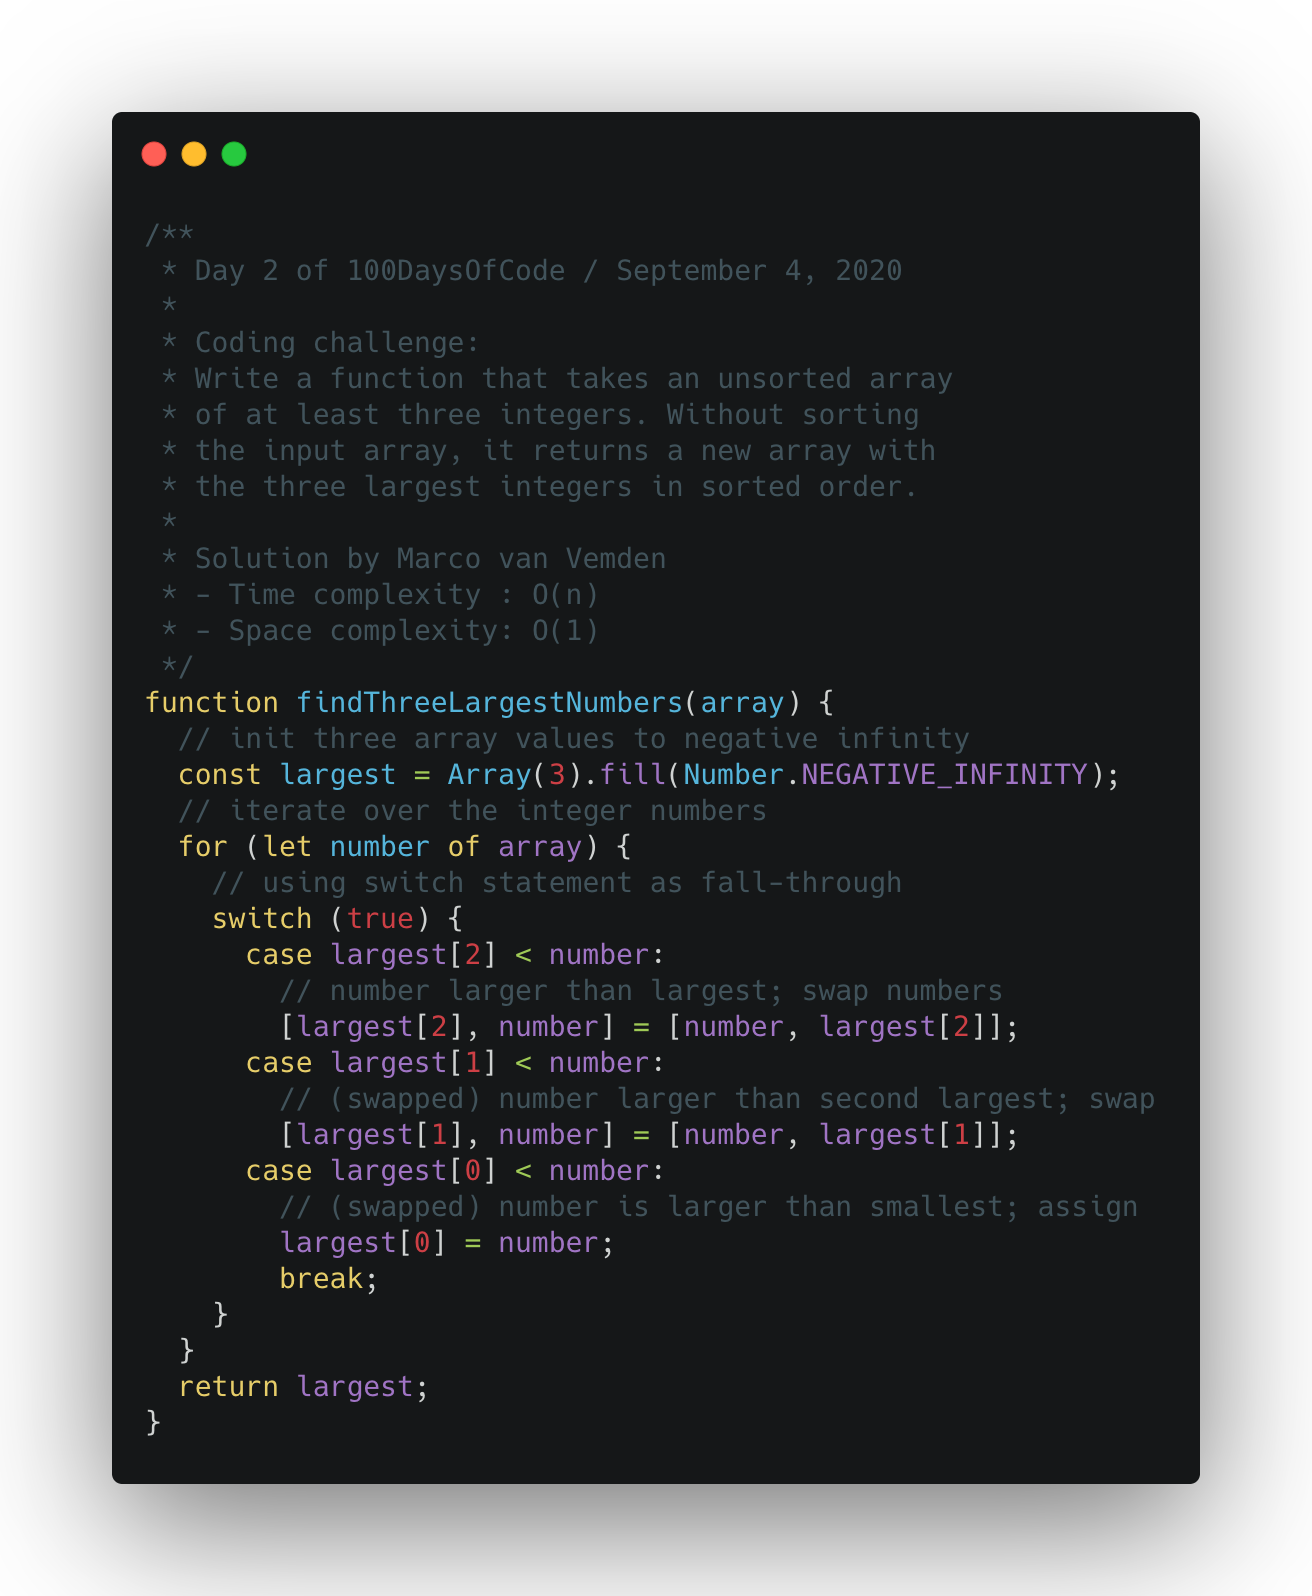 /**
 * Day 2 of 100DaysOfCode / September 4, 2020
 *
 * Coding challenge:
 * Write a function that takes an unsorted array
 * of at least three integers. Without sorting
 * the input array, it returns a new array with
 * the three largest integers in sorted order.
 *
 * Solution by Marco van Vemden
 * - Time complexity : O(n)
 * - Space complexity: O(1)
 */
function findThreeLargestNumbers(array) {
  // init three array values to negative infinity
  const largest = Array(3).fill(Number.NEGATIVE_INFINITY);
  // iterate over the integer numbers
  for (let number of array) {
    // using switch statement as fall-through
    switch (true) {
      case largest[2] < number:
        // number larger than largest; swap numbers
        [largest[2], number] = [number, largest[2]];
      case largest[1] < number:
        // (swapped) number larger than second largest; swap
        [largest[1], number] = [number, largest[1]];
      case largest[0] < number:
        // (swapped) number is larger than smallest; assign
        largest[0] = number;
        break;
    }
  }
  return largest;
}